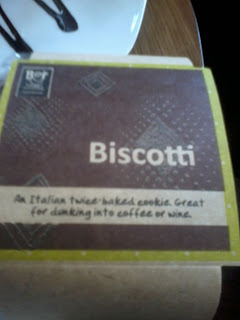 Biscotti
An Italian twice-baked cookie. Great
for dunking into coffee or wine.